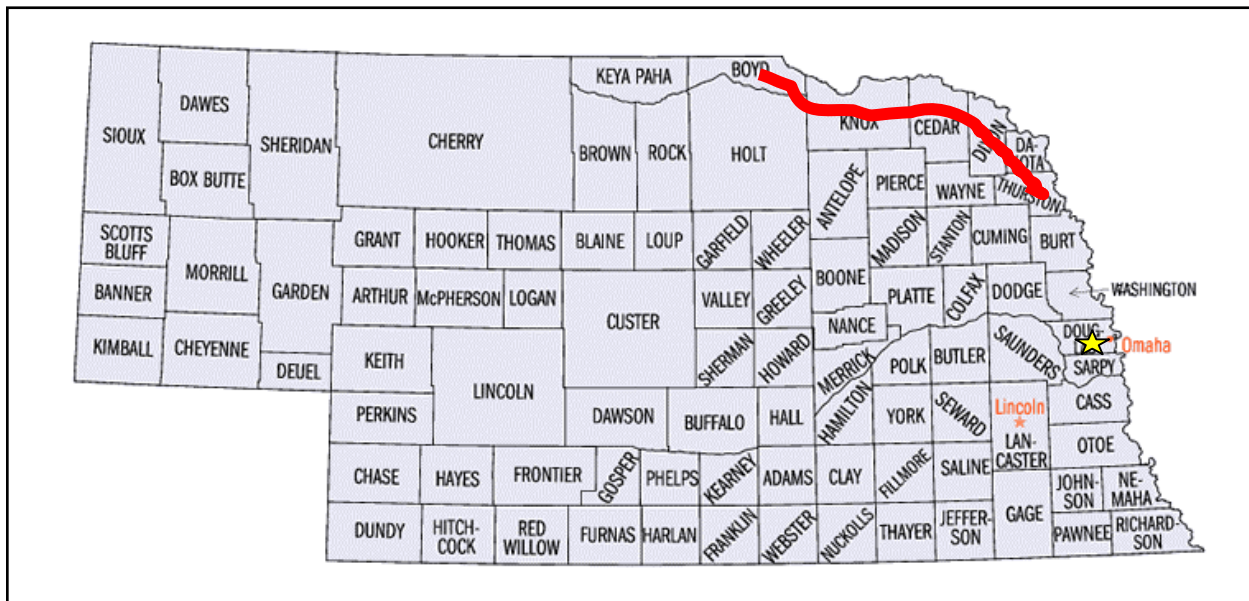 BOYD
KEYA PAHA
DAWES
SIOUX
SHERIDAN
CHERRY
BROWN
ROCK
HOLT
KNOX
CEDAR
DIXON
DA-
KOTA
BOX BUTTE
ANTELOPE
PIERCE
WAYNE
THURSTON
SCOTTS
BLUFF
GRANT
HOOKER
THOMAS
BLAINE
LOUP
GARFIELD
WHEELER
MADISON
STANTON
CUMING
BURT
MORRILL
BANNER
GARDEN
ARTHUR
McPHERSON
LOGAN
CUSTER
VALLEY
GREELEY
BOONE
PLATTE
COLFAX
DODGE
WASHINGTON
KIMBALL
CHEYENNE
DEUEL
KEITH
LINCOLN
SHERMAN
HOWARD
NANCE
MERRICK
POLK
BUTLER
SAUNDERS
DOUG-
Omaha
SARPY
PERKINS
DAWSON
BUFFALO
HALL
HAMILTON
YORK
SEWARD
Lincoln
LAN-
CASTER
CASS
OTOE
CHASE
HAYES
FRONTIER
GOSPER
PHELPS
KEARNEY
ADAMS
CLAY
FILLMORE
SALINE
JOHN-
SON
NE-
MAHA
DUNDY
HITCH-
COCK
RED
WILLOW
FURNAS
HARLAN
FRANKLIN
WEBSTER
NUCKOLLS
THAYER
JEFFER-
SON
GAGE
PAWNEE
RICHARD-
SON